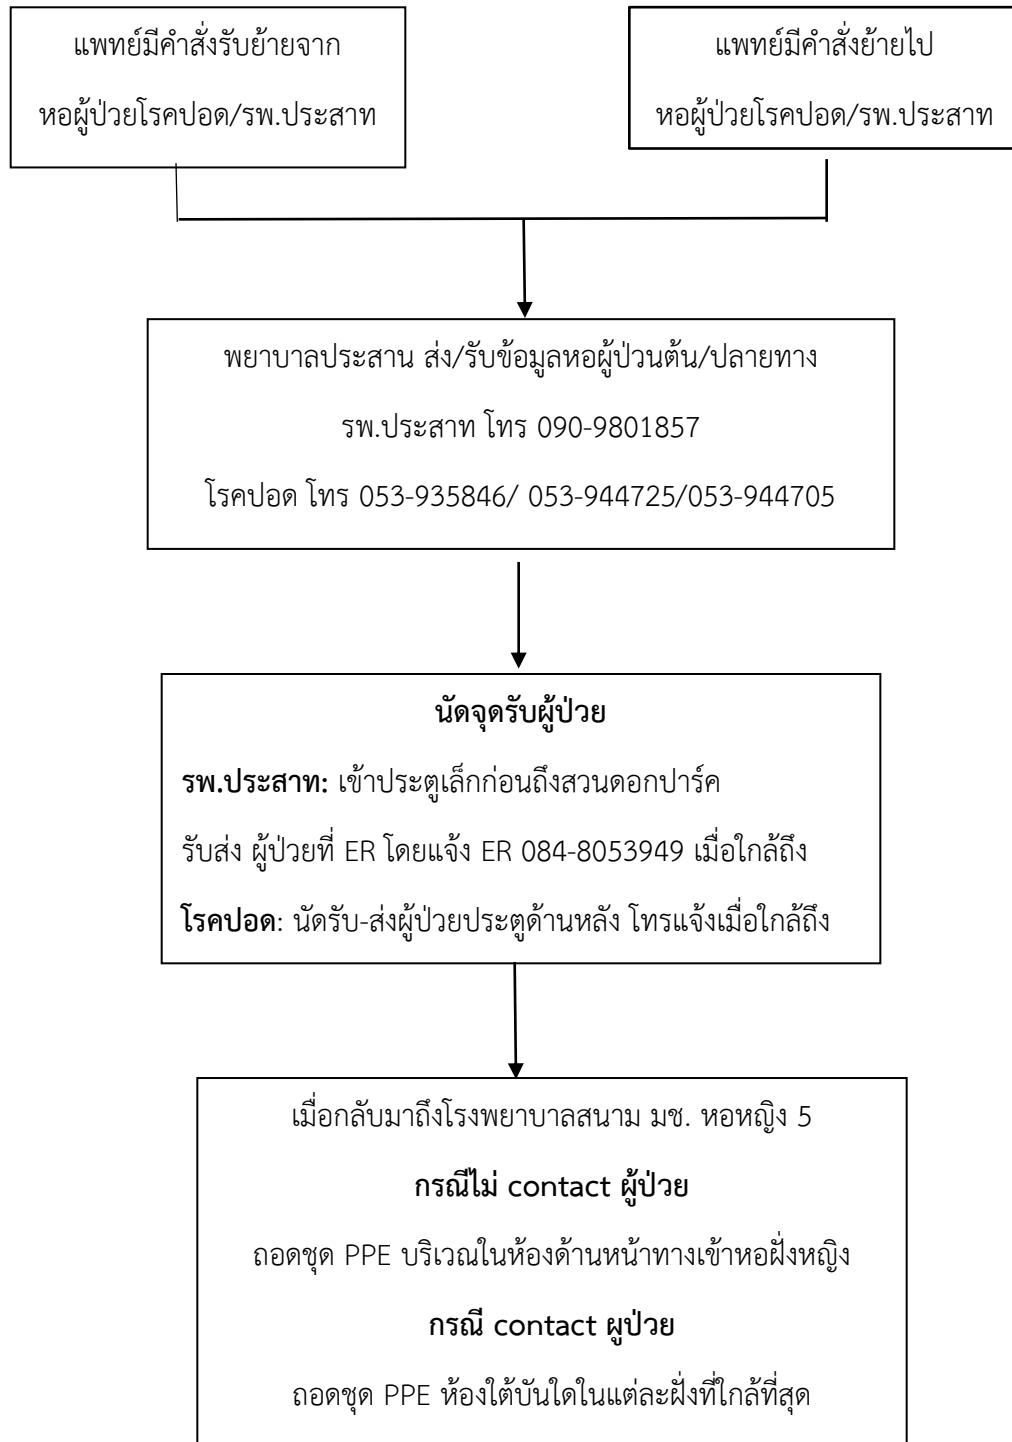 แพทย์มีคำสั่งรับย้ายจาก
หอผู้ป่วยโรคปอด/รพ.ประสาท
แพทย์มีคำสั่งย้ายไป
หอผู้ป่วยโรคปอด/รพ.ประสาท
พยาบาลประสาน ส่ง/รับข้อมูลหอผู้ป่วนต้น/ปลายทาง
รพ.ประสาท โทร 090-9801857
โรคปอด โทร 053-935846/ 053-944725/053-944705
นัดจุดรับผู้ป่วย
รพ.ประสาท: เข้าประตูเล็กก่อนถึงสวนดอกปาร์ค
รับส่ง ผู้ป่วยที่ ER โดยแจ้ง ER 084-8053949 เมื่อใกล้ถึง
โรคปอด: นัดรับ-ส่งผู้ป่วยประตูด้านหลัง โทรแจ้งเมื่อใกล้ถึง
เมื่อกลับมาถึงโรงพยาบาลสนาม มช. หอหญิง 5
กรณีไม่ contact ผู้ป่วย
ถอดชุด PPE บริเวณในห้องด้านหน้าทางเข้าหอฝั่งหญิง
กรณี contact ผูป่วย
ถอดชุด PPE ห้องใต้บันใดในแต่ละฝั่งที่ใกล้ที่สุด